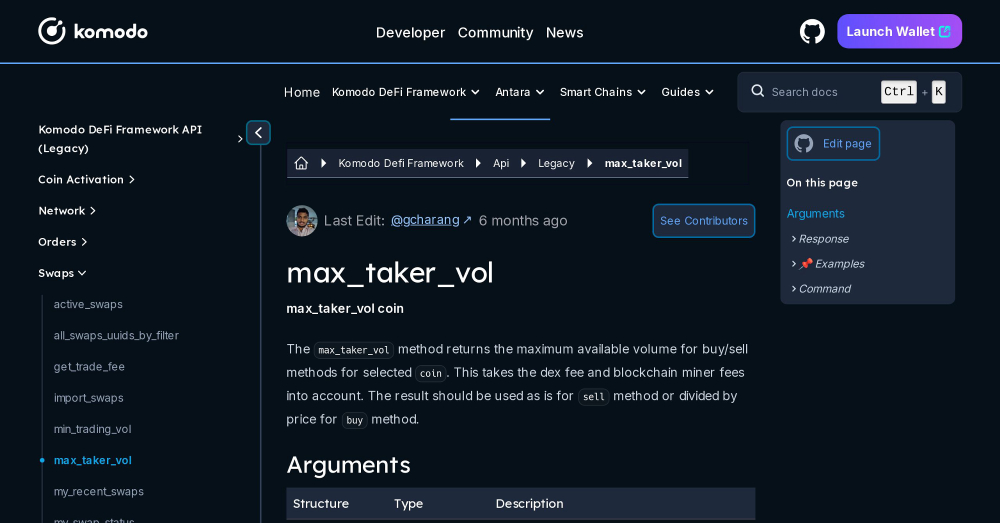 komodo
Developer Community News
Launch Wallet
Home Komodo DeFi Framework Antara Smart Chains Guides
Search docs Ctrl + K
Komodo DeFi Framework API
(Legacy)
Coin Activation
Network
Orders
Swaps
active_swaps
all_swaps_uuids_by_filter
get_trade_fee
import_swaps
min_trading_vol
max_taker_vol
my_recent_swaps
my_swap_status
Komodo Defi Framework Api Legacy max_taker_vol
Last Edit: @gcharang ↗ 6 months ago
See Contributors
max_taker_vol
max_taker_vol coin
The max_taker_vol method returns the maximum available volume for buy/sell
methods for selected coin. This takes the dex fee and blockchain miner fees
into account. The result should be used as is for sell method or divided by
price for buy method.
Arguments
Structure Type Description
Edit page
On this page
Arguments
Response
📌 Examples
Command